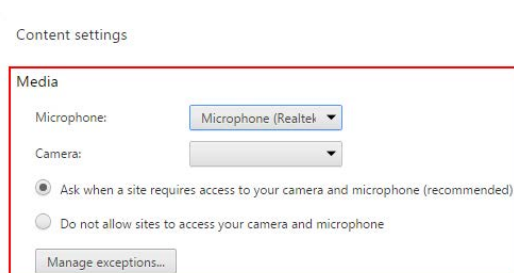 Content settings
Media
Microphone: Microphone (Realtek
Camera:
Ask when a site requires access to your camera and microphone (recommended)
Do not allow sites to access your camera and microphone
Manage exceptions...